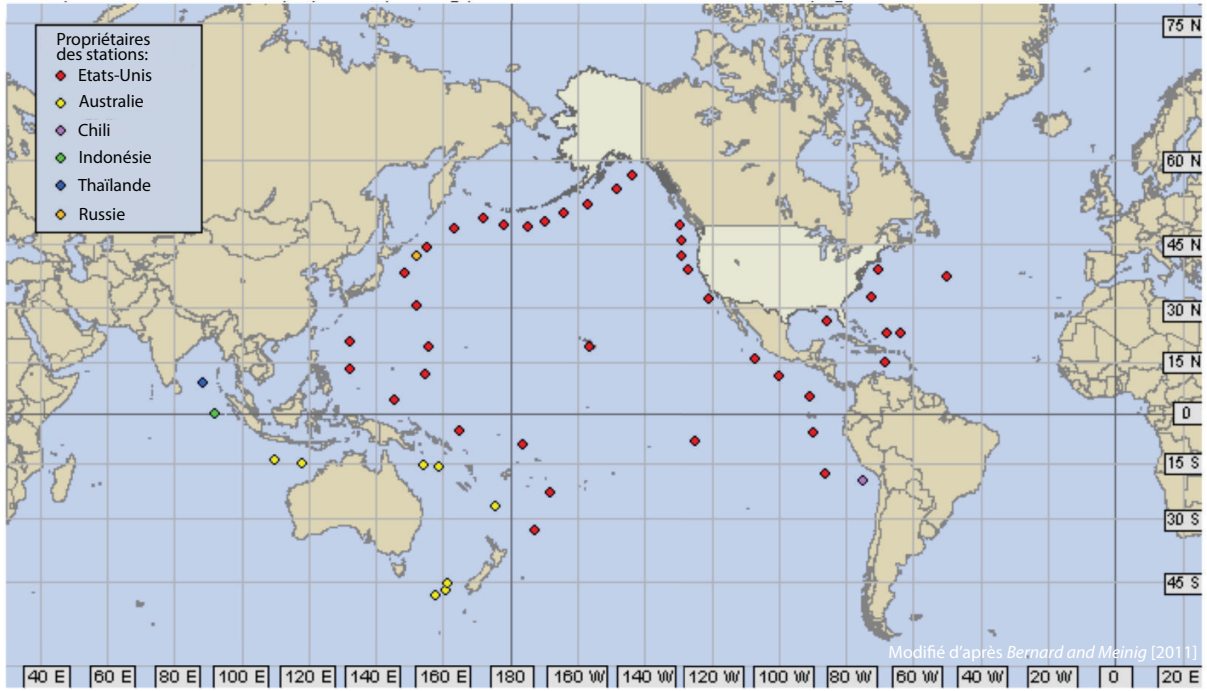 Propriétaires
des stations:
Etats-Unis
Australie
Chili
Indonésie
Thaïlande
Russie
75 N
60 N
45 N
30 N
15 N
0
15 S
30 S
45 S
Modifié d'après Bernard and Meinig [2011]
40 E 60 E 80 E 100 E 120 E 140 E 160 E 180 160 W 140 W 120 W 100 W 80 W 60 W 40 W 20 W 0 20 E